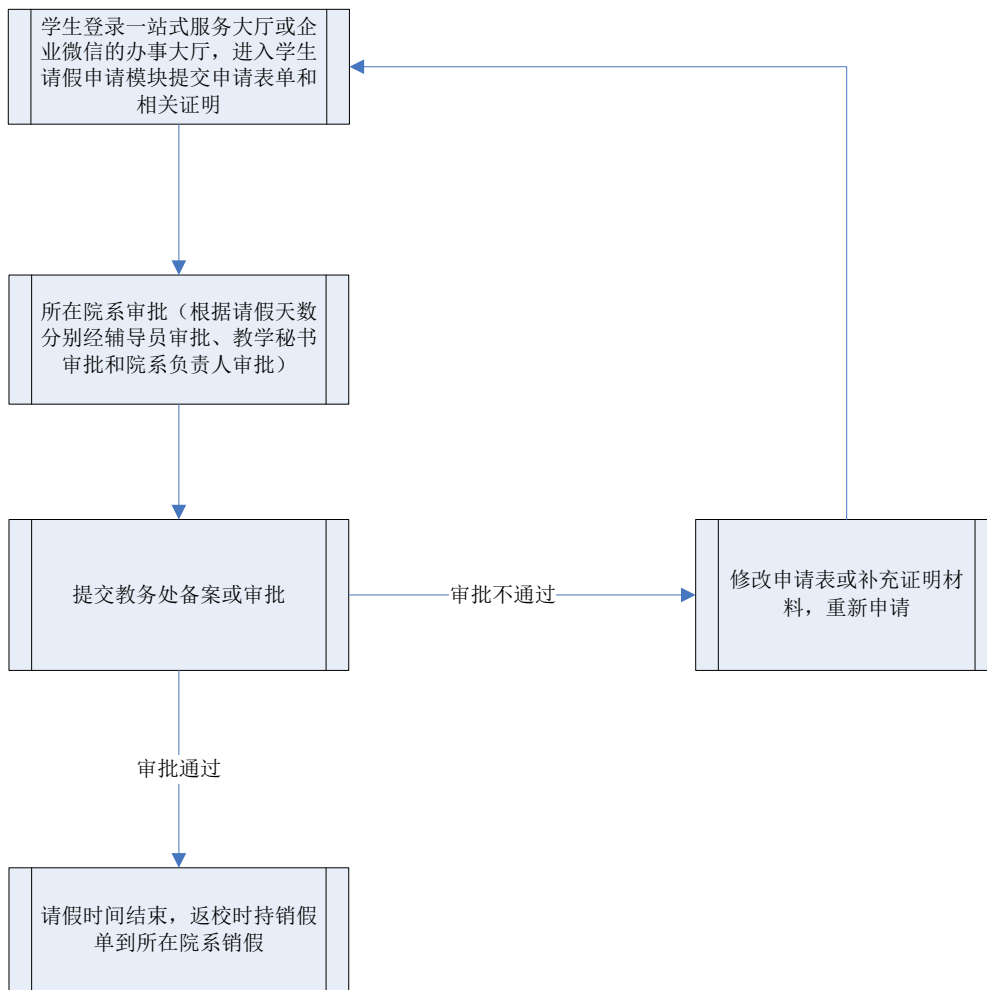 学生登录一站式服务大厅或企
业微信的办事大厅，进入学生
请假申请模块提交申请表单和
相关证明
所在院系审批（根据请假天数
分别经辅导员审批、教学秘书
审批和院系负责人审批）
提交教务处备案或审批
审批不通过
修改申请表或补充证明材
料，重新申请
审批通过
请假时间结束，返校时持销假
单到所在院系销假